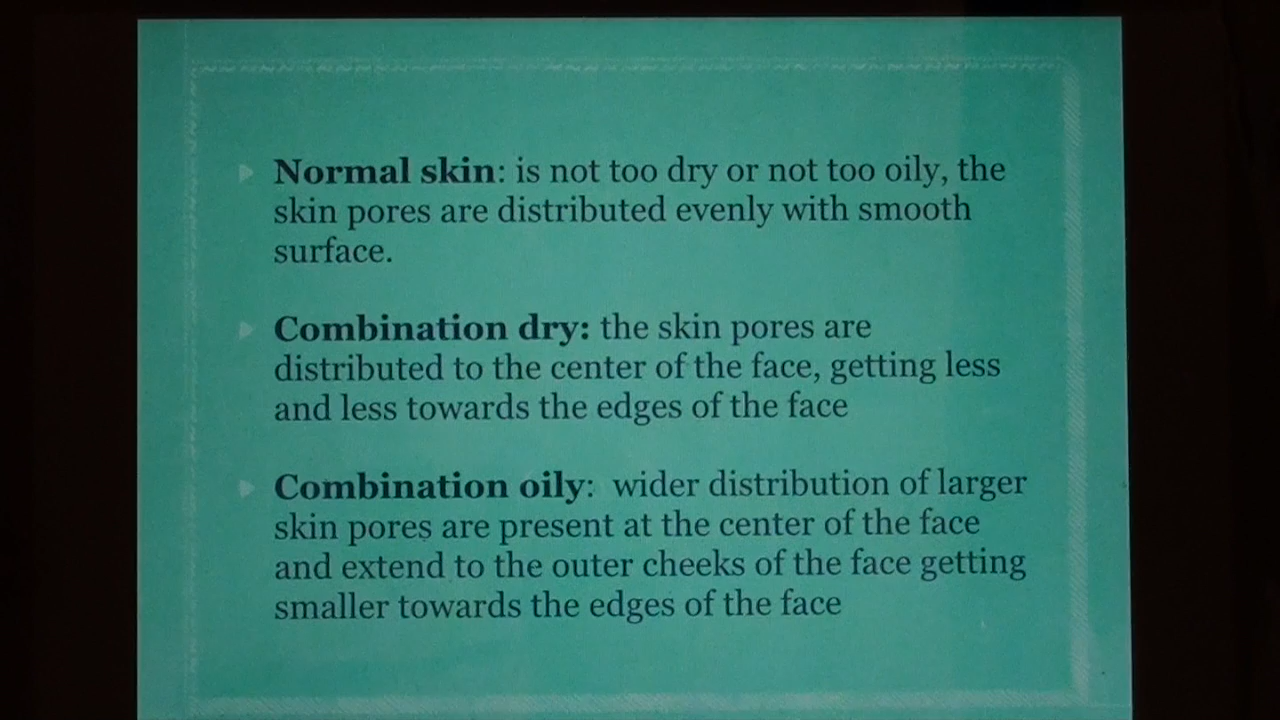 Normal skin: is not too dry or not too oily, the
skin pores are distributed evenly with smooth
surface.
Combination dry: the skin pores are
distributed to the center of the face, getting less
and less towards the edges of the face
Combination oily: wider distribution of larger
skin pores are present at the center of the face
and extend to the outer cheeks of the face getting
smaller towards the edges of the face